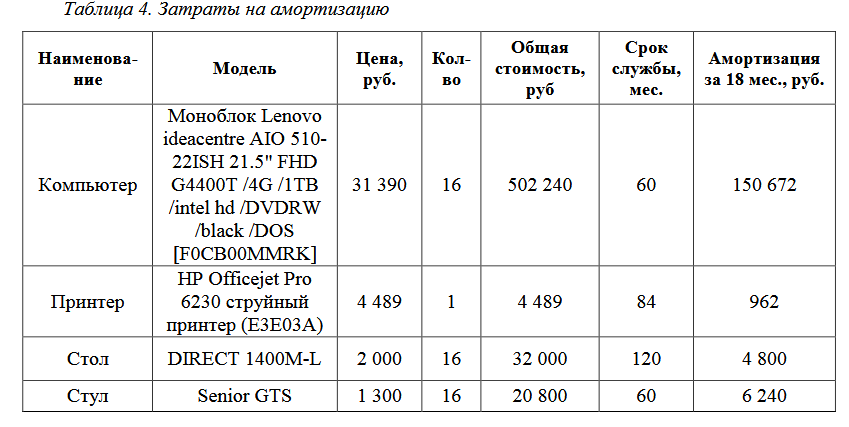 Таблица 4. Затраты на амортизацию
Наименова-
ние
Модель
Цена,
руб.
Кол-
во
Общая
стоимость,
руб
Срок
службы,
мес.
Амортизация
за 18 мес., руб.
Компьютер
Моноблок Lenovo
ideacentre AIO 510-
22ISH 21.5" FHD
G4400T /4G /1TB
/intel hd /DVDRW
/black /DOS
[F0CB00MMRK]
31 390
16
502 240
60
150 672
Принтер
HP Officejet Pro
6230 струйный
принтер (E3E03A)
4 489
1
4 489
84
962
Стол
DIRECT 1400M-L
2 000
16
32 000
120
4 800
Стул
Senior GTS
1 300
16
20 800
60
6 240